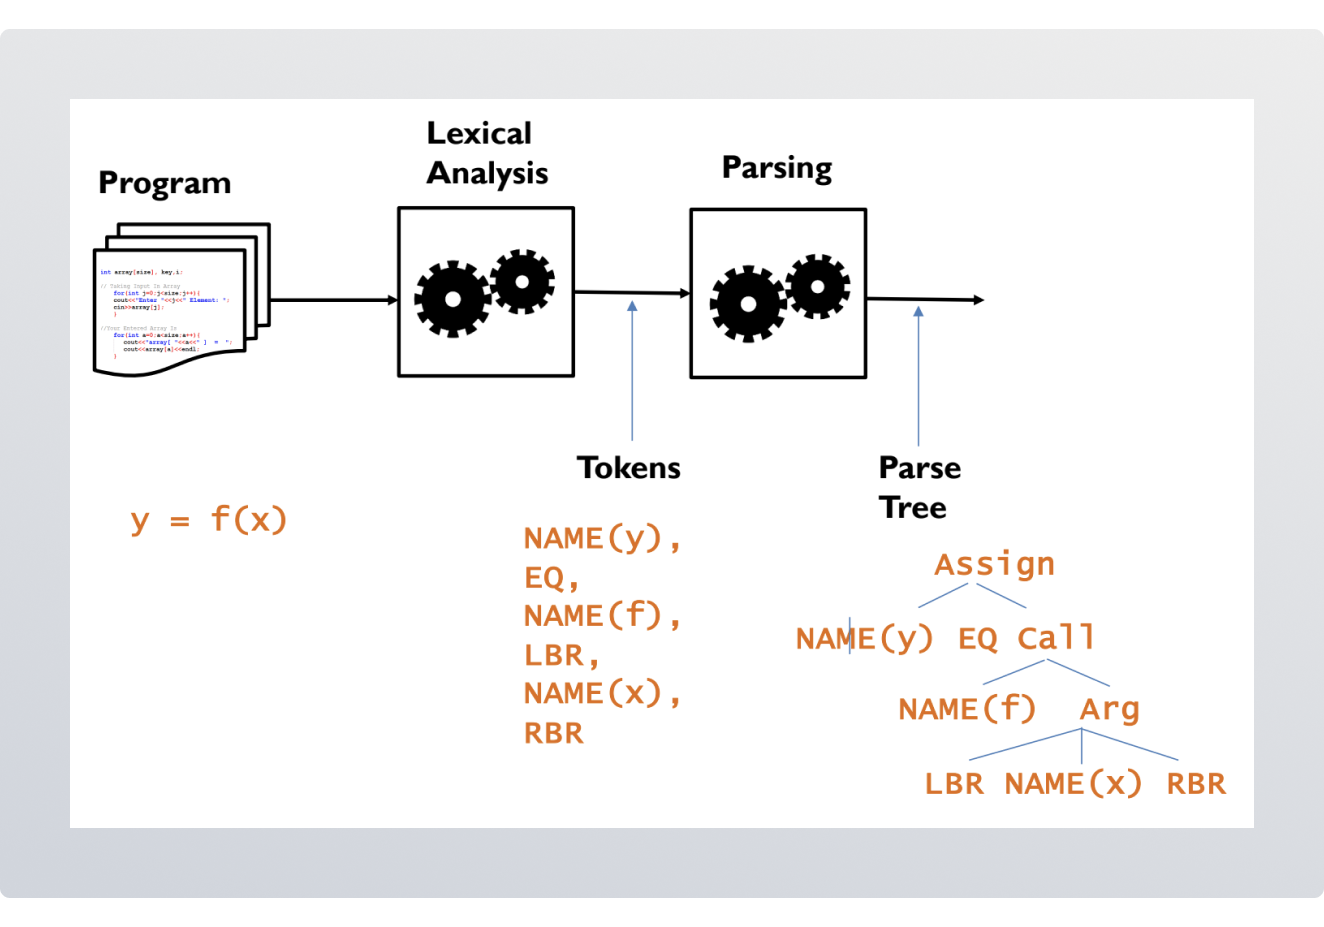 Program
Lexical
Analysis
Parsing
int array[size], key,i;
// Taking Input In Array
for(int j=0;j<size;j++){
cout<<"Enter "<<j<<" Element: ";
cin>>array[j];
}
//Your Entered Array Is
for(int a=0;a<size;a++){
cout<<"array[ "<<a<<" ] = ";
cout<<array[a]<<endl;
}
Tokens
Parse
Tree
y = f(x)
NAME(y),
EQ,
NAME(f),
LBR,
NAME(x),
RBR
Assign
NAME(y) EQ Call
NAME(f) Arg
LBR NAME(x) RBR